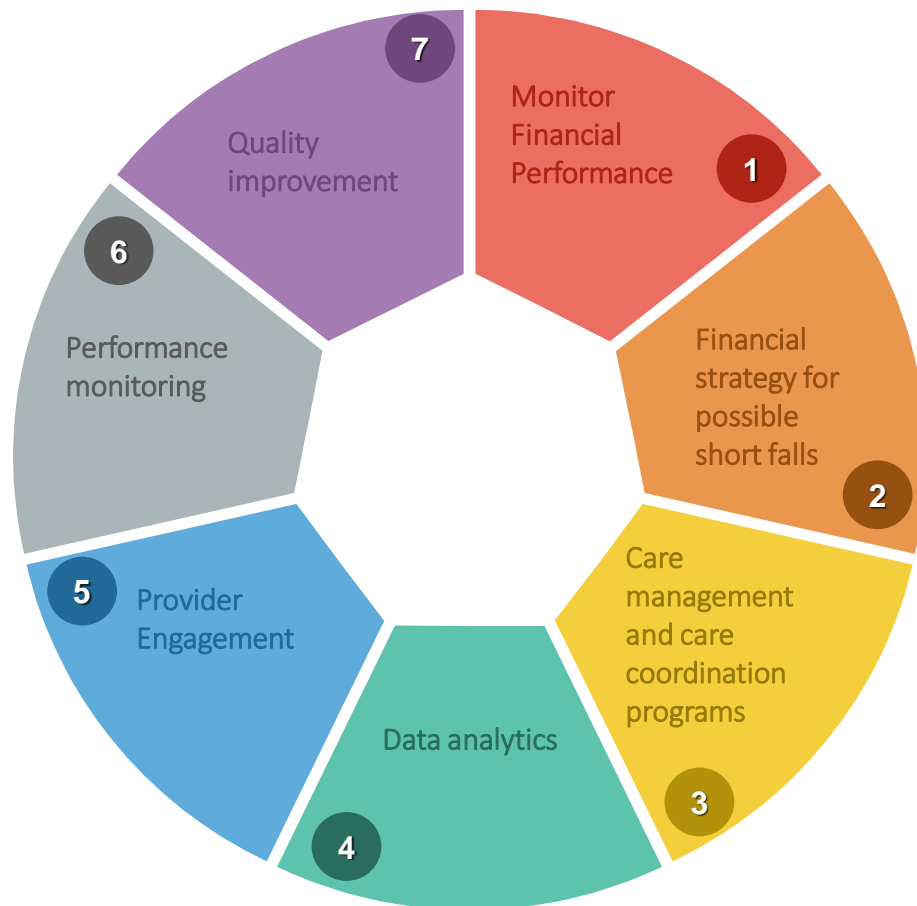 Monitor
Financial
Performance
1
Financial
strategy for
possible
short falls
2
Care
management
and care
coordination
programs
3
Data analytics
4
Provider
Engagement
5
Performance
monitoring
6
Quality
improvement
7